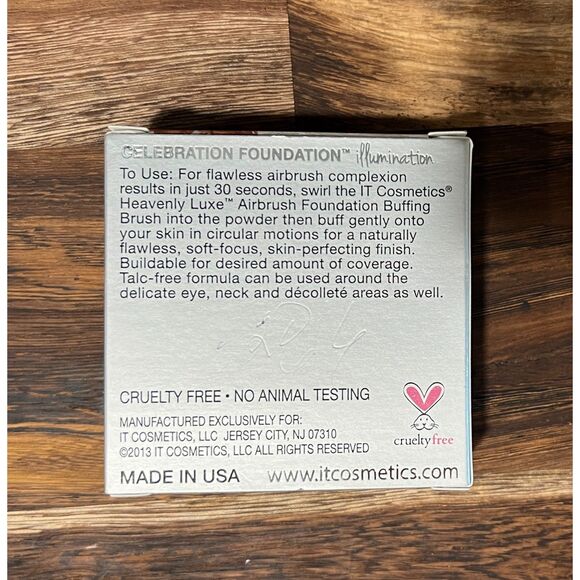 CELEBRATION FOUNDATION™ illumination
To Use: For flawless airbrush complexion
results in just 30 seconds, swirl the IT Cosmetics®
Heavenly Luxe™ Airbrush Foundation Buffing
Brush into the powder then buff gently onto
your skin in circular motions for a naturally
flawless, soft-focus, skin-perfecting finish.
Buildable for desired amount of coverage.
Talc-free formula can be used around the
delicate eye, neck and décolleté areas as well.
CRUELTY FREE • NO ANIMAL TESTING
MANUFACTURED EXCLUSIVELY FOR:
IT COSMETICS, LLC JERSEY CITY, NJ 07310
©2013 IT COSMETICS, LLC ALL RIGHTS RESERVED
crueltyfree
MADE IN USA www.itcosmetics.com